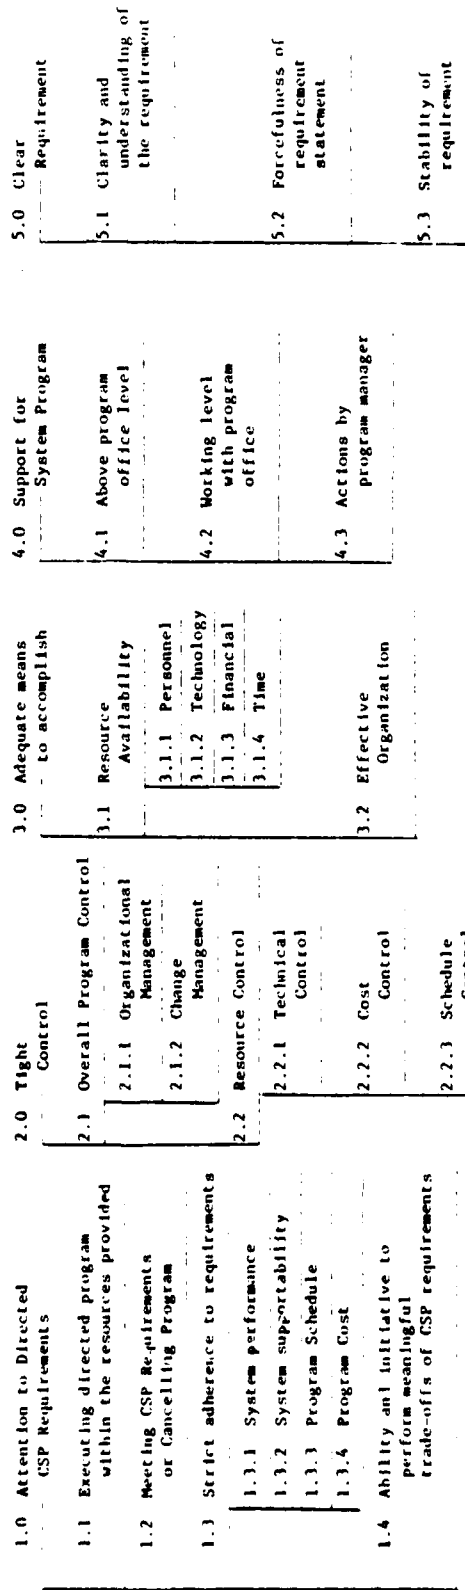 1.0 Attention to Directed
CSP Requirements
1.1 Executing directed program
within the resources provided
1.2 Meeting CSP Requirements
or Cancelling Program
1.3 Strict adherence to requirements
1.3.1 System performance
1.3.2 System supportability
1.3.3 Program Schedule
1.3.4 Program Cost
1.4 Ability and initiative to
perform meaningful
trade-offs of CSP requirements
2.0 Tight
Control
2.1 Overall Program Control
2.1.1 Organizational
Management
2.1.2 Change
Management
2.2 Resource Control
2.2.1 Technical
Control
2.2.2 Cost
Control
2.2.3 Schedule
Control
3.0 Adequate means
to accomplish
3.1 Resource
Availability
3.1.1 Personnel
3.1.2 Technology
3.1.3 Financial
3.1.4 Time
3.2 Effective
Organization
4.0 Support for
System Program
4.1 Above program
office level
4.2 Working level
with program
office
4.3 Actions by
program manager
5.0 Clear
Requirement
5.1 Clarity and
understanding of
the requirement
5.2 Forcefulness of
requirement
statement
5.3 Stability of
requirement